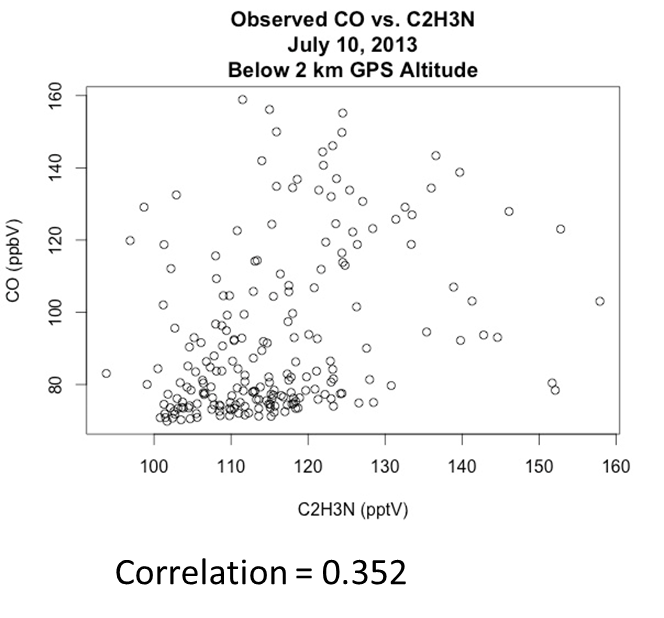 Observed CO vs. C2H3N
July 10, 2013
Below 2 km GPS Altitude
160
140
120
100
80
CO (ppbV)
100 110 120 130 140 150 160
C2H3N (pptV)
Correlation = 0.352